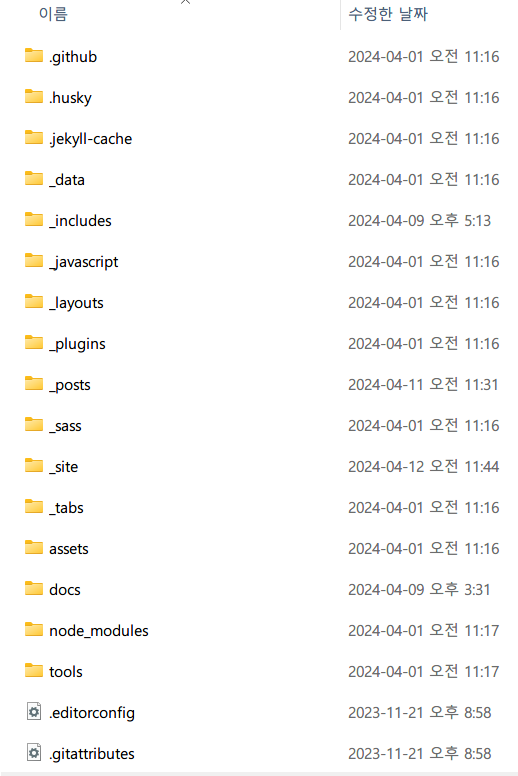 이름 수정한 날짜
.github 2024-04-01 오전 11:16
.husky 2024-04-01 오전 11:16
.jekyll-cache 2024-04-01 오전 11:16
_data 2024-04-01 오전 11:16
_includes 2024-04-09 오후 5:13
_javascript 2024-04-01 오전 11:16
_layouts 2024-04-01 오전 11:16
_plugins 2024-04-01 오전 11:16
_posts 2024-04-11 오전 11:31
_sass 2024-04-01 오전 11:16
_site 2024-04-12 오전 11:44
_tabs 2024-04-01 오전 11:16
assets 2024-04-01 오전 11:16
docs 2024-04-09 오후 3:31
node_modules 2024-04-01 오전 11:17
tools 2024-04-01 오전 11:17
.editorconfig 2023-11-21 오후 8:58
.gitattributes 2023-11-21 오후 8:58